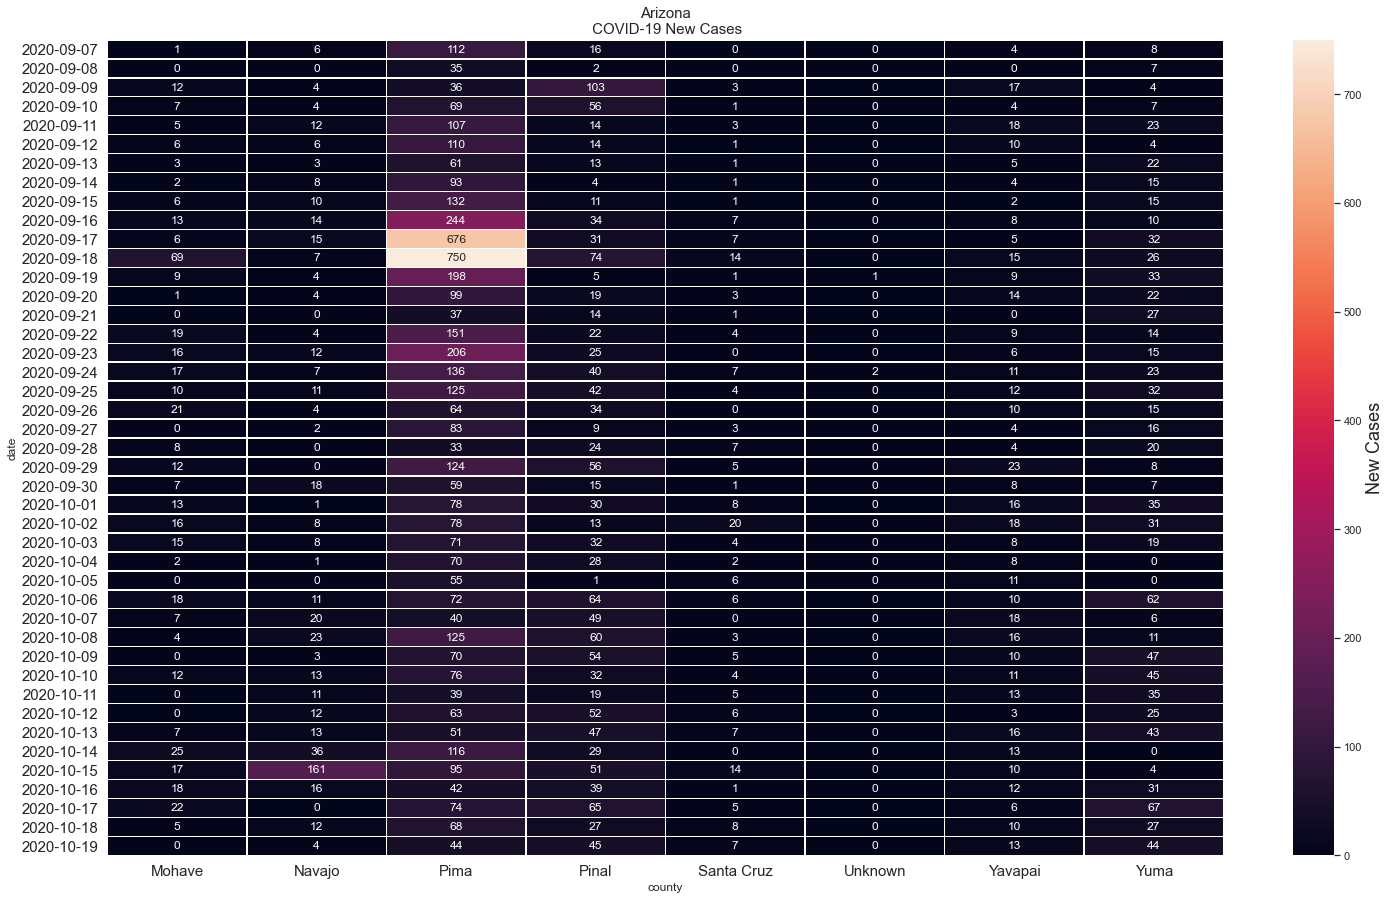 Arizona
COVID-19 New Cases
2020-09-07 1 6 112 16 0 0 4 8
2020-09-08 0 0 35 2 0 0 0 7
2020-09-09 12 4 36 103 3 0 17 4
2020-09-10 7 4 69 56 1 0 4 7
2020-09-11 5 12 107 14 3 0 18 23
2020-09-12 6 6 110 14 1 0 10 4
2020-09-13 3 3 61 13 1 0 5 22
2020-09-14 2 8 93 4 1 0 4 15
2020-09-15 6 10 132 11 1 0 2 15
2020-09-16 13 14 244 34 7 0 8 10
2020-09-17 6 15 676 31 7 0 5 32
2020-09-18 69 7 750 74 14 0 15 26
2020-09-19 9 4 198 5 1 1 9 33
2020-09-20 1 4 99 19 3 0 14 22
2020-09-21 0 0 37 14 1 0 0 27
2020-09-22 19 4 151 22 4 0 9 14
2020-09-23 16 12 206 25 0 0 6 15
2020-09-24 17 7 136 40 7 2 11 23
2020-09-25 10 11 125 42 4 0 12 32
2020-09-26 21 4 64 34 0 0 10 15
2020-09-27 0 2 83 9 3 0 4 16
2020-09-28 8 0 33 24 7 0 4 20
2020-09-29 12 0 124 56 5 0 23 8
2020-09-30 7 18 59 15 1 0 8 7
2020-10-01 13 1 78 30 8 0 16 35
2020-10-02 16 8 78 13 20 0 18 31
2020-10-03 15 8 71 32 4 0 8 19
2020-10-04 2 1 70 28 2 0 8 0
2020-10-05 0 0 55 1 6 0 11 0
2020-10-06 18 11 72 64 6 0 10 62
2020-10-07 7 20 40 49 0 0 18 6
2020-10-08 4 23 125 60 3 0 16 11
2020-10-09 0 3 70 54 5 0 10 47
2020-10-10 12 13 76 32 4 0 11 45
2020-10-11 0 11 39 19 5 0 13 35
2020-10-12 0 12 63 52 6 0 3 25
2020-10-13 7 13 51 47 7 0 16 43
2020-10-14 25 36 116 29 0 0 13 0
2020-10-15 17 161 95 51 14 0 10 4
2020-10-16 18 16 42 39 1 0 12 31
2020-10-17 22 0 74 65 5 0 6 67
2020-10-18 5 12 68 27 8 0 10 27
2020-10-19 0 4 44 45 7 0 13 44
Mohave Navajo Pima Pinal Santa Cruz Unknown Yavapai Yuma
county
date
700
600
500
400
300
200
100
0
New Cases